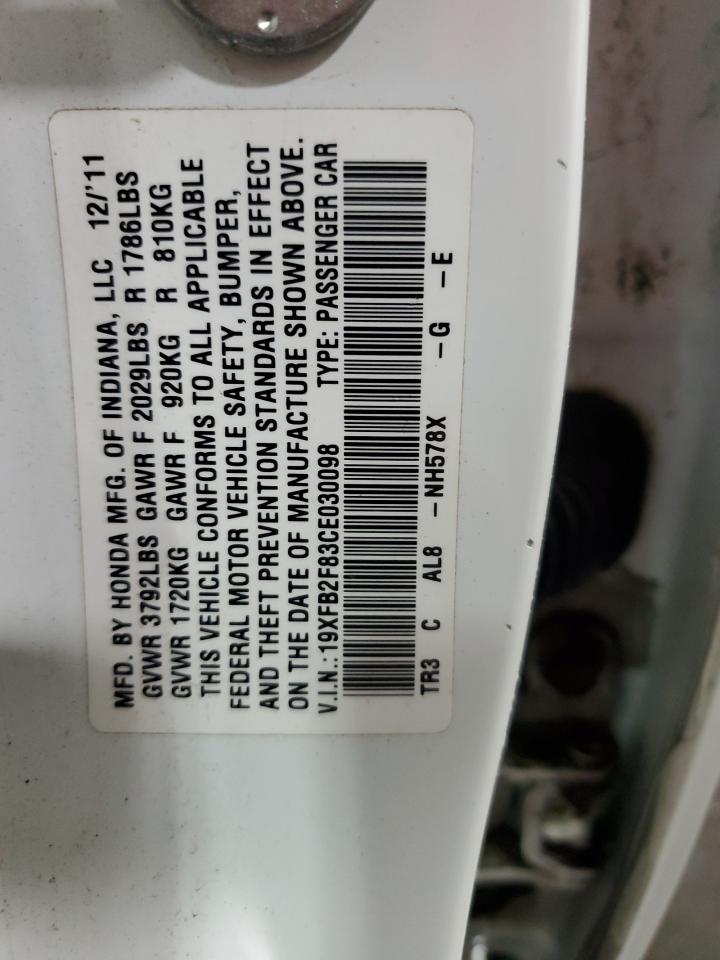 MFD. BY HONDA MFG. OF INDIANA, LLC 12/'11
GVWR 3792LBS GAWR F 2029LBS R 1786LBS
GVWR 1720KG GAWR F 920KG R 810KG
THIS VEHICLE CONFORMS TO ALL APPLICABLE
FEDERAL MOTOR VEHICLE SAFETY, BUMPER,
AND THEFT PREVENTION STANDARDS IN EFFECT
ON THE DATE OF MANUFACTURE SHOWN ABOVE.
V.I.N.:19XFB2F83CE030098 TYPE: PASSENGER CAR
TR3 C AL8 -NH578X -G -E